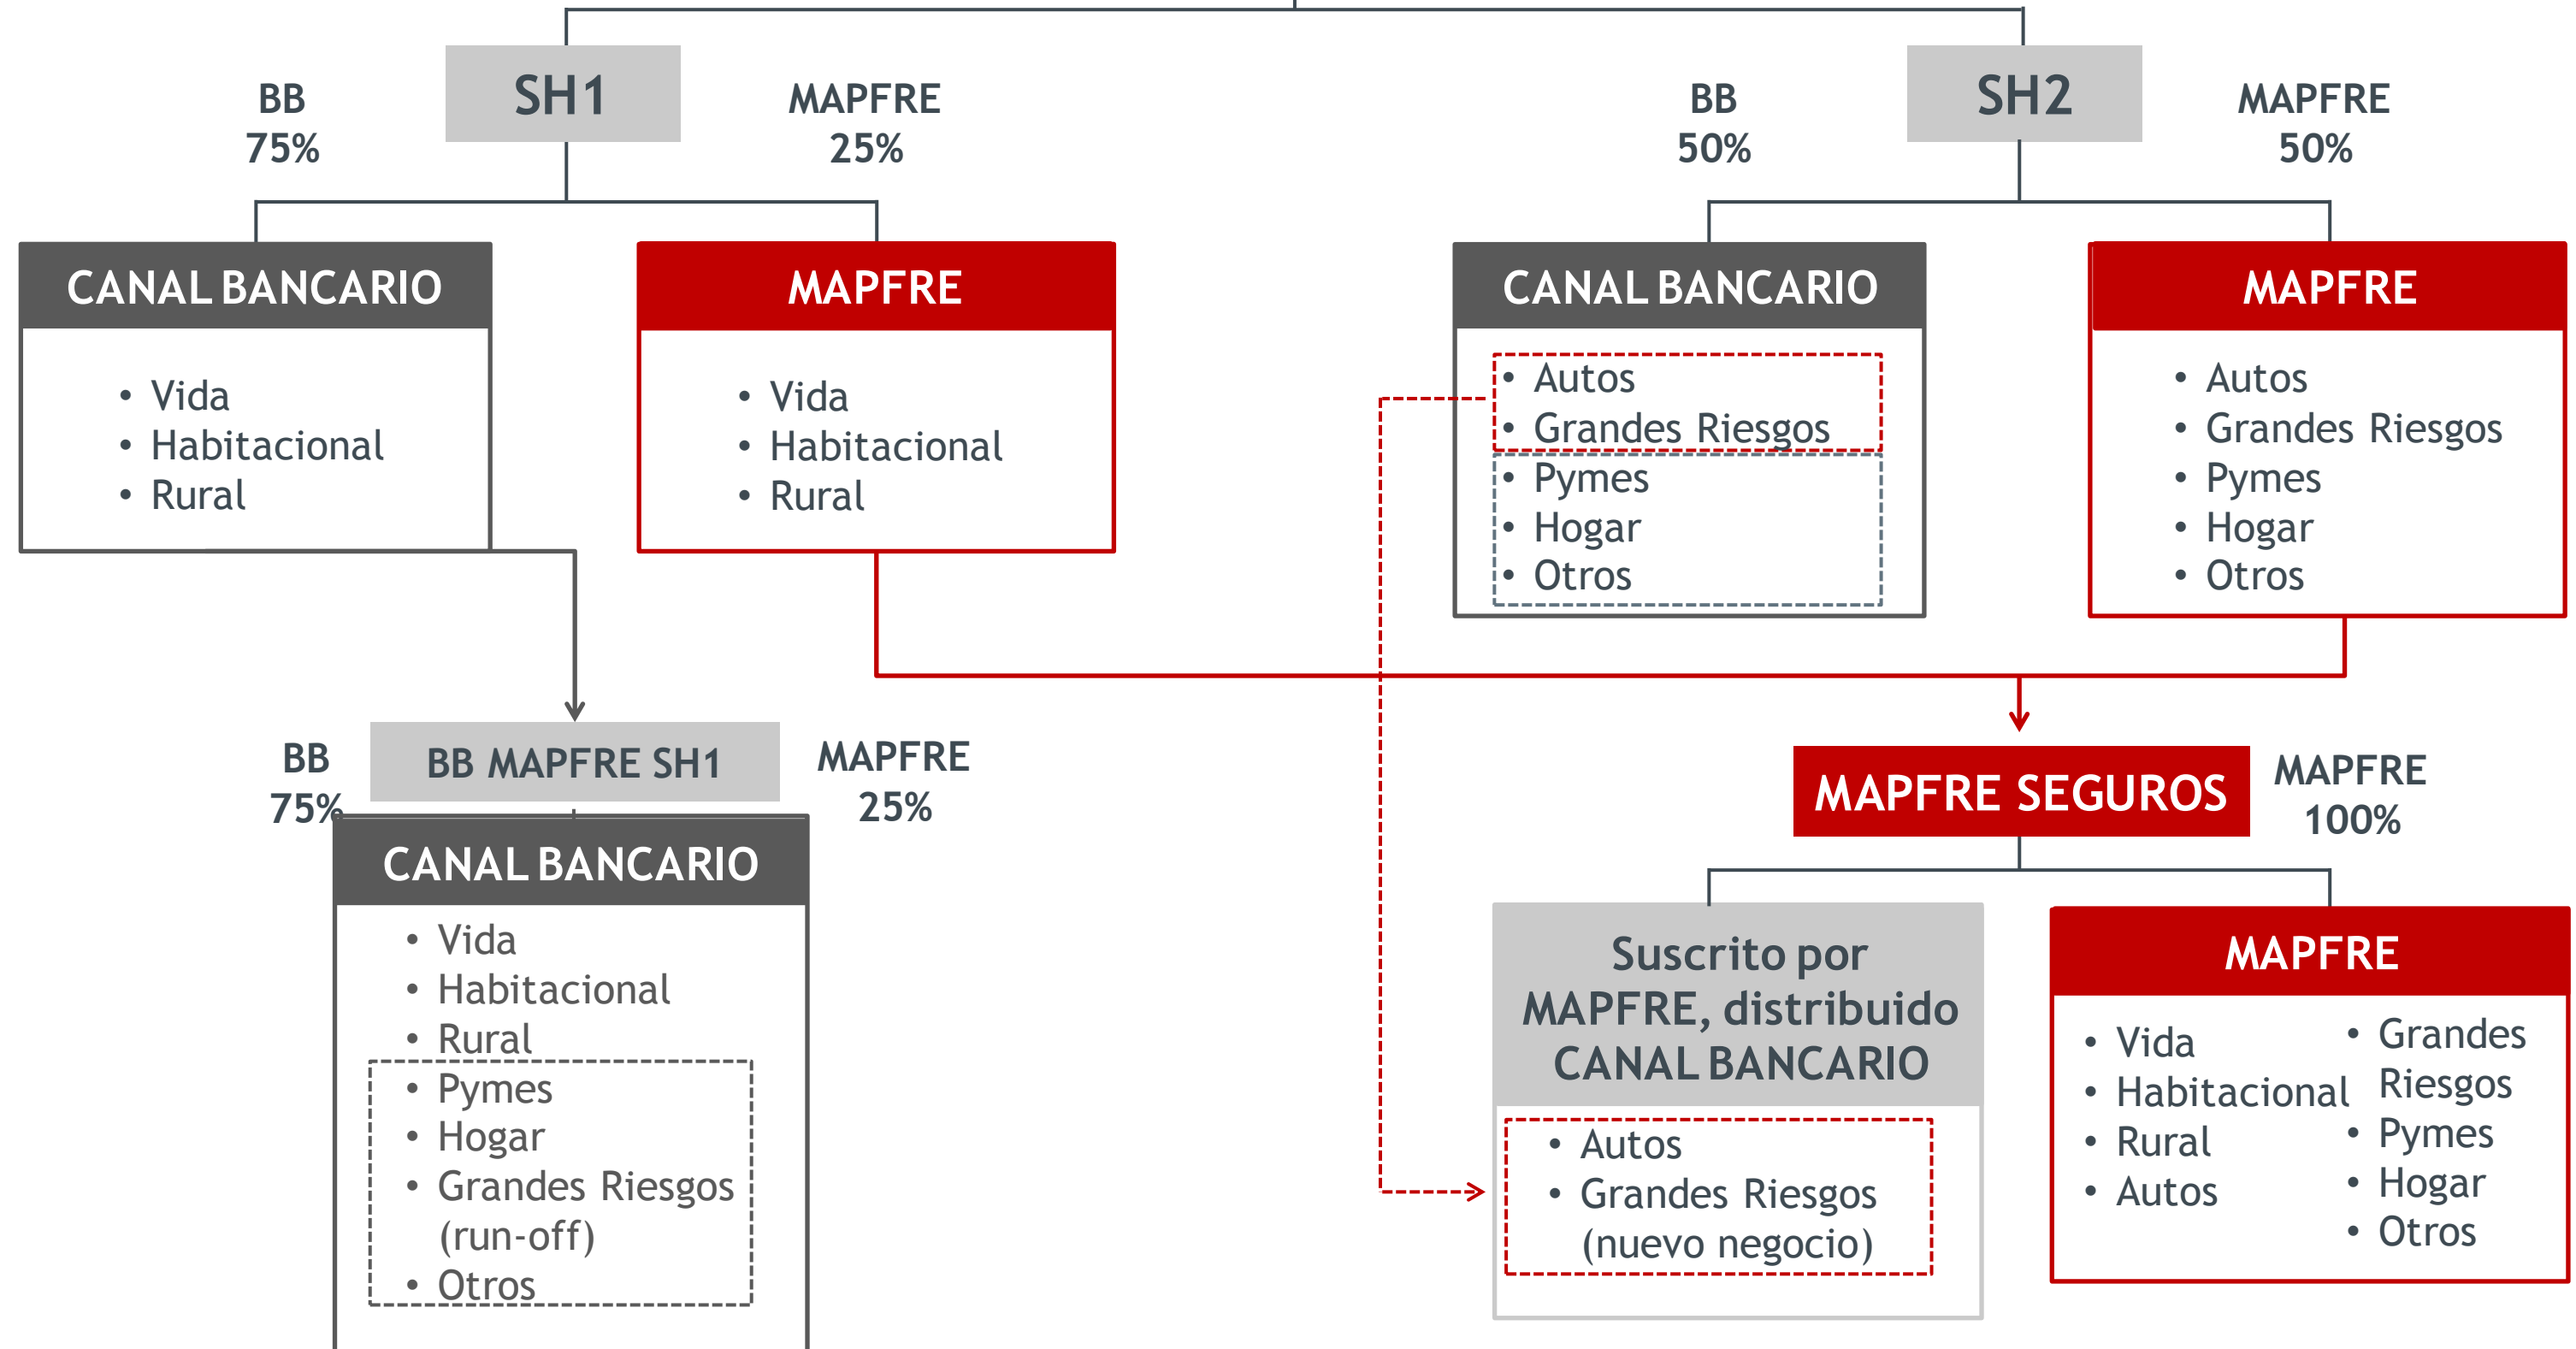 BB
75%
SH1
MAPFRE
25%
BB
50%
SH2
MAPFRE
50%
CANAL BANCARIO
• Vida
• Habitacional
• Rural
MAPFRE
• Vida
• Habitacional
• Rural
CANAL BANCARIO
• Autos
• Grandes Riesgos
• Pymes
• Hogar
• Otros
MAPFRE
• Autos
• Grandes Riesgos
• Pymes
• Hogar
• Otros
BB
75%
BB MAPFRE SH1
MAPFRE
25%
CANAL BANCARIO
• Vida
• Habitacional
• Rural
• Pymes
• Hogar
• Grandes Riesgos
(run-off)
• Otros
MAPFRE SEGUROS
MAPFRE
100%
Suscrito por
MAPFRE, distribuido
CANAL BANCARIO
• Autos
• Grandes Riesgos
(nuevo negocio)
MAPFRE
• Vida
• Habitacional
• Rural
• Autos
• Grandes
Riesgos
• Pymes
• Hogar
• Otros